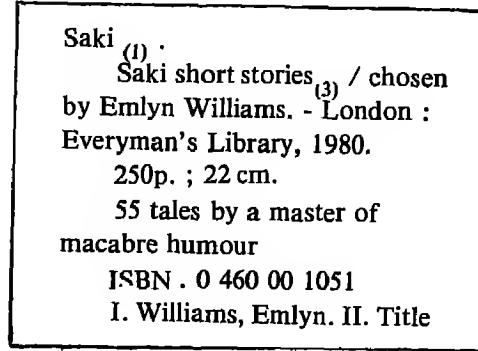 Saki (1) .
Saki short stories (3) / chosen
by Emlyn Williams. - London :
Everyman's Library, 1980.
250p. ; 22 cm.
55 tales by a master of
macabre humour
ISBN . 0 460 00 1051
I. Williams, Emlyn. II. Title